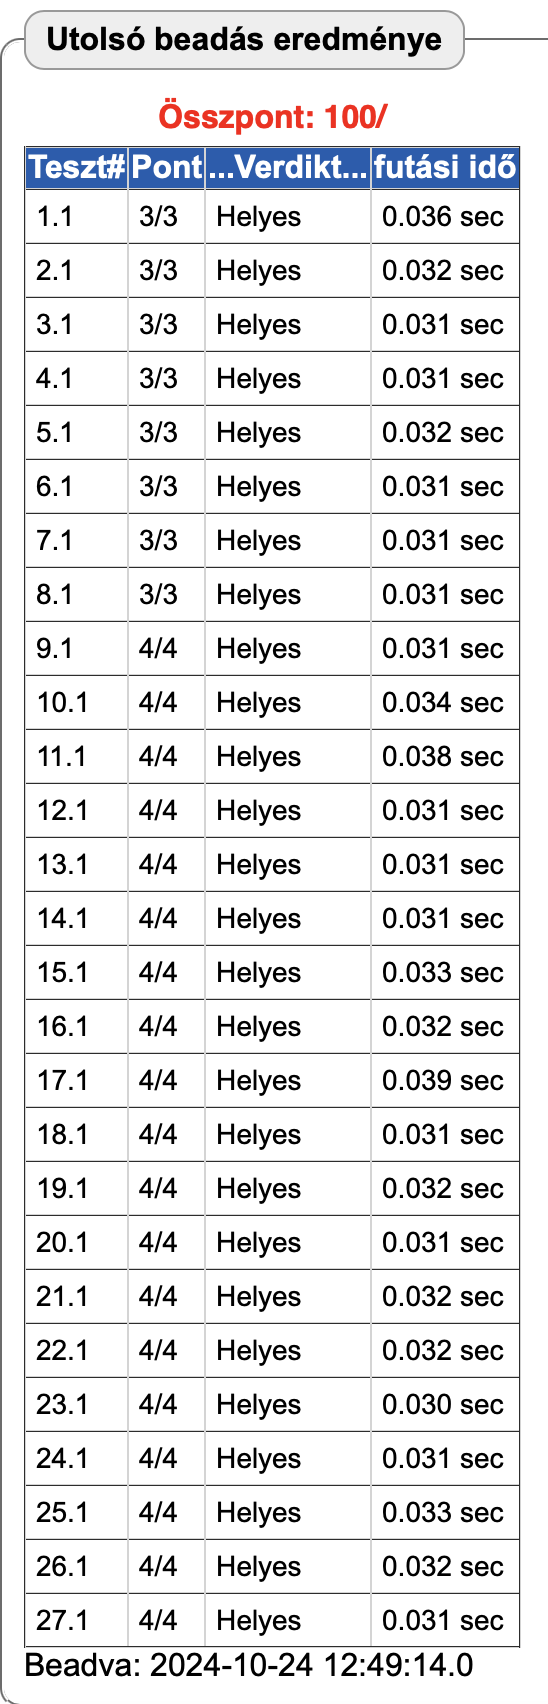 Utolsó beadás eredménye
Összpont: 100/
Teszt# Pont ...Verdikt... futási idő
1.1 3/3 Helyes 0.036 sec
2.1 3/3 Helyes 0.032 sec
3.1 3/3 Helyes 0.031 sec
4.1 3/3 Helyes 0.031 sec
5.1 3/3 Helyes 0.032 sec
6.1 3/3 Helyes 0.031 sec
7.1 3/3 Helyes 0.031 sec
8.1 3/3 Helyes 0.031 sec
9.1 4/4 Helyes 0.031 sec
10.1 4/4 Helyes 0.034 sec
11.1 4/4 Helyes 0.038 sec
12.1 4/4 Helyes 0.031 sec
13.1 4/4 Helyes 0.031 sec
14.1 4/4 Helyes 0.031 sec
15.1 4/4 Helyes 0.033 sec
16.1 4/4 Helyes 0.032 sec
17.1 4/4 Helyes 0.039 sec
18.1 4/4 Helyes 0.031 sec
19.1 4/4 Helyes 0.032 sec
20.1 4/4 Helyes 0.031 sec
21.1 4/4 Helyes 0.032 sec
22.1 4/4 Helyes 0.032 sec
23.1 4/4 Helyes 0.030 sec
24.1 4/4 Helyes 0.031 sec
25.1 4/4 Helyes 0.033 sec
26.1 4/4 Helyes 0.032 sec
27.1 4/4 Helyes 0.031 sec
Beadva: 2024-10-24 12:49:14.0